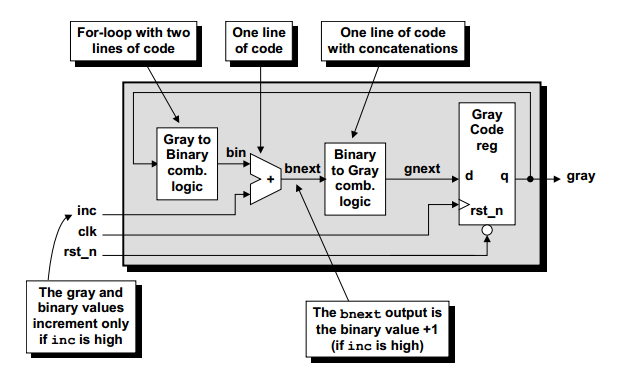 For-loop with two
lines of code
One line
of code
One line of code
with concatenations
Gray to
Binary
comb.
logic
bin
+
bnext
Binary
to Gray
comb.
logic
gnext
Gray
Code
reg
d
q
rst_n
gray
inc
clk
rst_n
The gray and
binary values
increment only
if inc is high
The bnext output is
the binary value +1
(if inc is high)